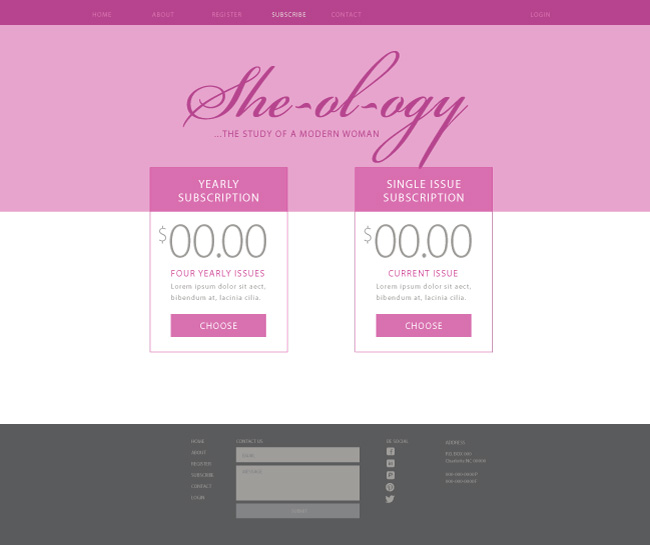 HOME ABOUT REGISTER SUBSCRIBE CONTACT LOGIN
She-ol-ogy
...THE STUDY OF A MODERN WOMAN
YEARLY
SUBSCRIPTION
$00.00
FOUR YEARLY ISSUES
Lorem ipsum dolor sit aect,
bibendum at, lacinia cilia.
CHOOSE
SINGLE ISSUE
SUBSCRIPTION
$00.00
CURRENT ISSUE
Lorem ipsum dolor sit aect,
bibendum at, lacinia cilia.
CHOOSE
HOME
ABOUT
REGISTER
SUBSCRIBE
CONTACT
LOGIN
CONTACT US
NAME
MESSAGE
SUBMIT
BE SOCIAL
ADDRESS